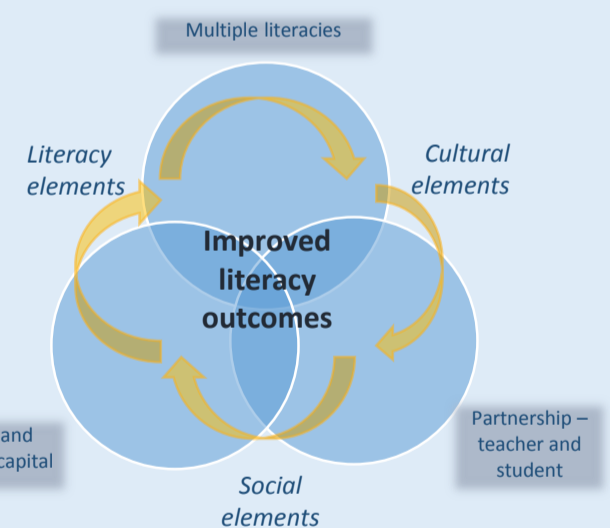 Multiple literacies
Literacy
elements
Cultural
elements
Improved
literacy
outcomes
and
capital
Partnership –
teacher and
student
Social
elements